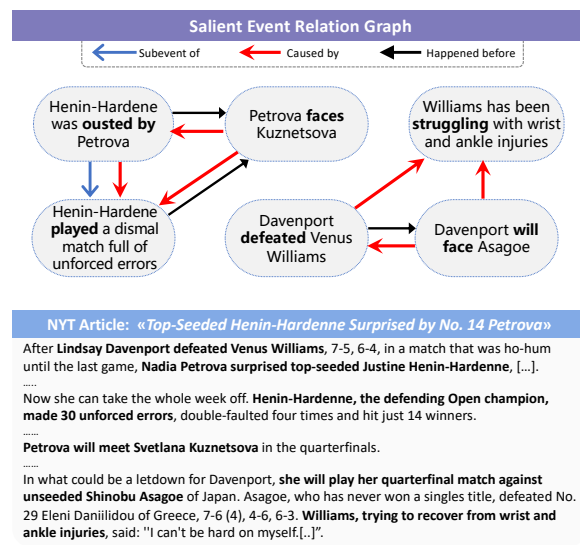 Salient Event Relation Graph
Subevent of
Caused by
Happened before
Henin-Hardene
was ousted by
Petrova
Petrova faces
Kuznetsova
Williams has been
struggling with wrist
and ankle injuries
Henin-Hardene
played a dismal
match full of
unforced errors
Davenport
defeated Venus
Williams
Davenport will
face Asagoe
NYT Article: «Top-Seeded Henin-Hardenne Surprised by No. 14 Petrova»
After Lindsay Davenport defeated Venus Williams, 7-5, 6-4, in a match that was ho-hum
until the last game, Nadia Petrova surprised top-seeded Justine Henin-Hardenne, [...].
.....
Now she can take the whole week off. Henin-Hardenne, the defending Open champion,
made 30 unforced errors, double-faulted four times and hit just 14 winners.
......
Petrova will meet Svetlana Kuznetsova in the quarterfinals.
......
In what could be a letdown for Davenport, she will play her quarterfinal match against
unseeded Shinobu Asagoe of Japan. Asagoe, who has never won a singles title, defeated No.
29 Eleni Daniilidou of Greece, 7-6 (4), 4-6, 6-3. Williams, trying to recover from wrist and
ankle injuries, said: ''I can't be hard on myself.[..]”.